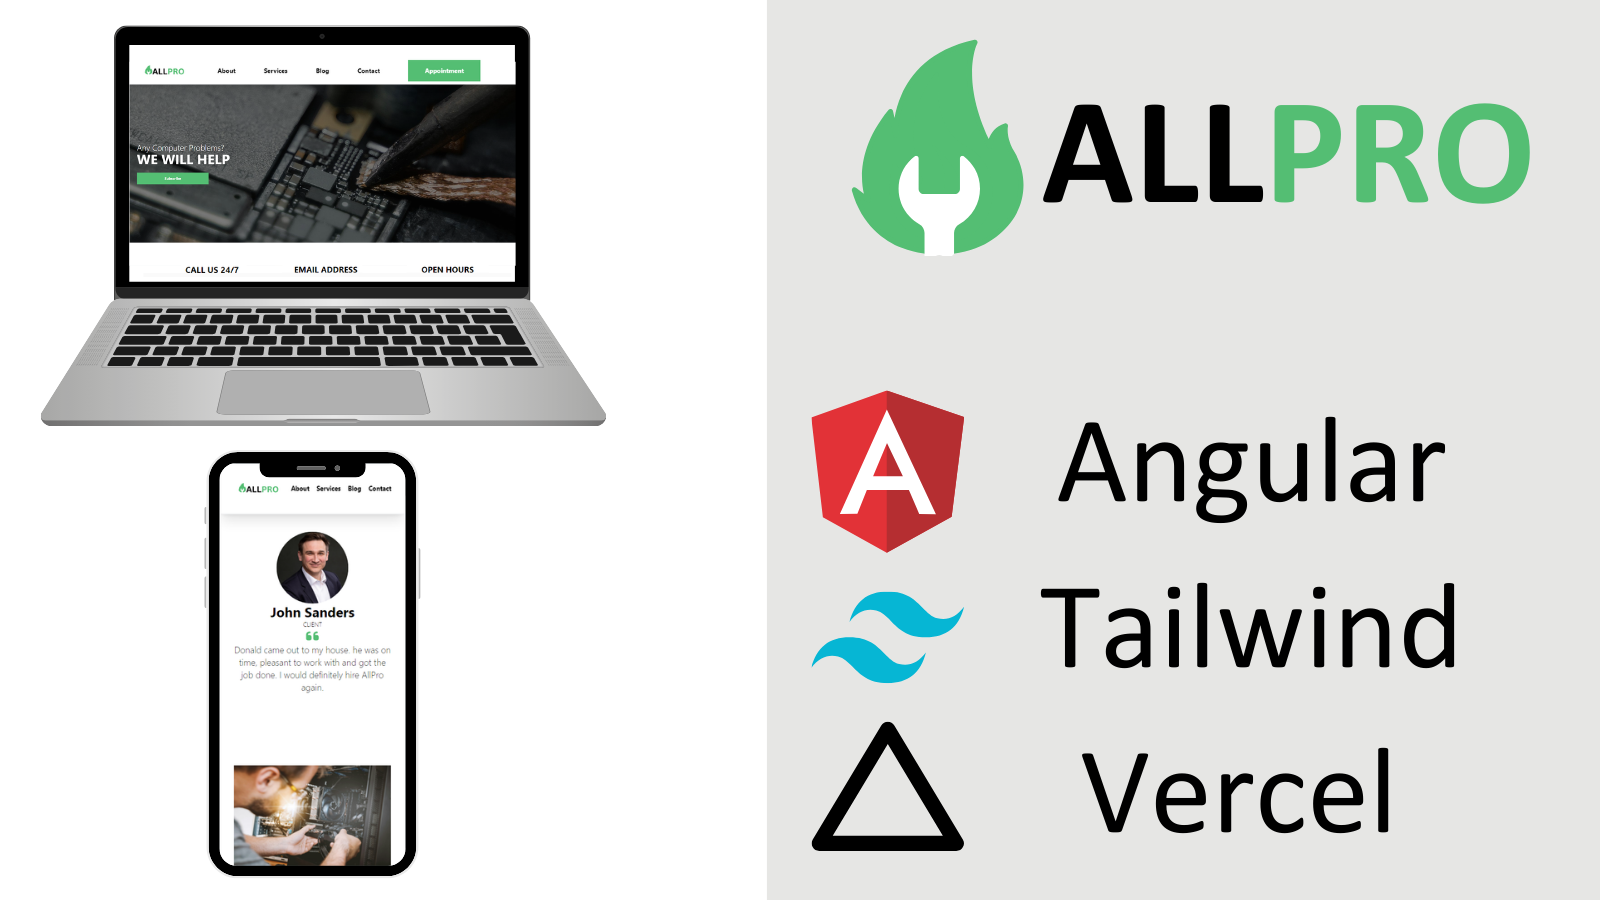 ALLPRO
About Services Blog Contact Appointment
Any Computer Problems?
WE WILL HELP
Subscribe
CALL US 24/7 EMAIL ADDRESS OPEN HOURS
ALLPRO About Services Blog Contact
John Sanders
CLIENT
Donald came out to my house. he was on
time, pleasant to work with and got the
job done. I would definitely hire AllPro
again.
ALLPRO
Angular
Tailwind
Vercel